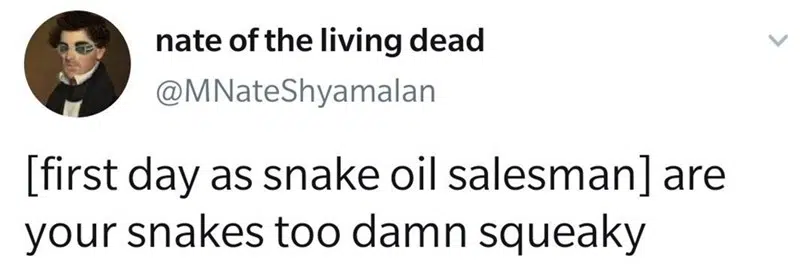 nate of the living dead
@MNateShyamalan
[first day as snake oil salesman] are
your snakes too damn squeaky